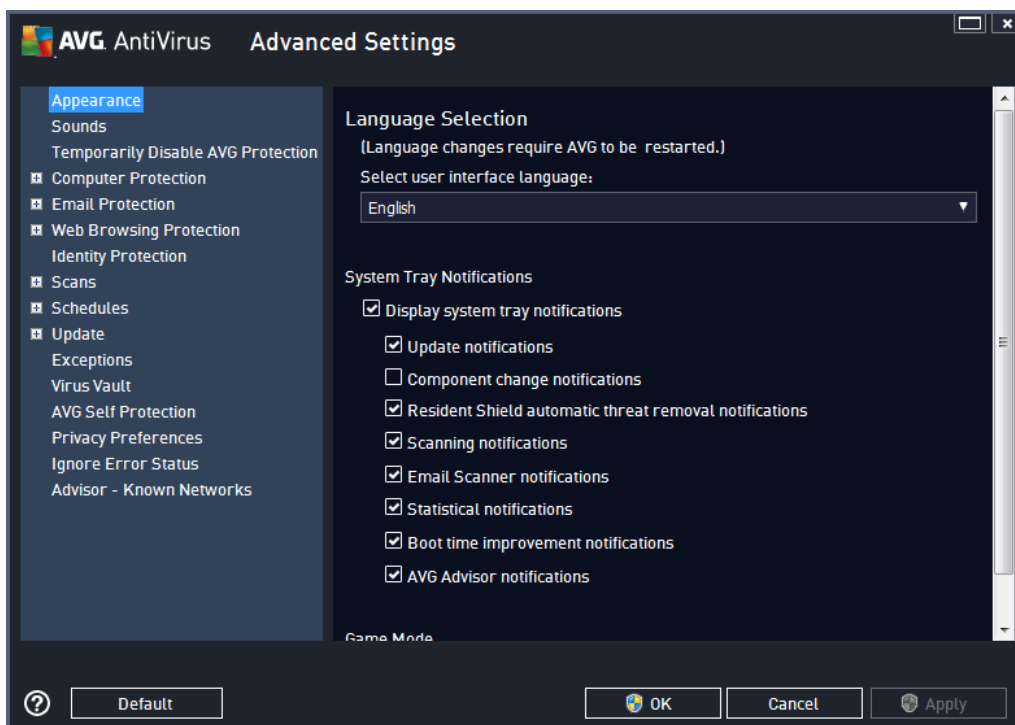 AVG. AntiVirus Advanced Settings
Appearance
Sounds
Temporarily Disable AVG Protection
Computer Protection
Email Protection
Web Browsing Protection
Identity Protection
Scans
Schedules
Update
Exceptions
Virus Vault
AVG Self Protection
Privacy Preferences
Ignore Error Status
Advisor - Known Networks
Language Selection
(Language changes require AVG to be restarted.)
Select user interface language:
English
System Tray Notifications
Display system tray notifications
Update notifications
Component change notifications
Resident Shield automatic threat removal notifications
Scanning notifications
Email Scanner notifications
Statistical notifications
Boot time improvement notifications
AVG Advisor notifications
Game Mode
Default
OK
Cancel
Apply